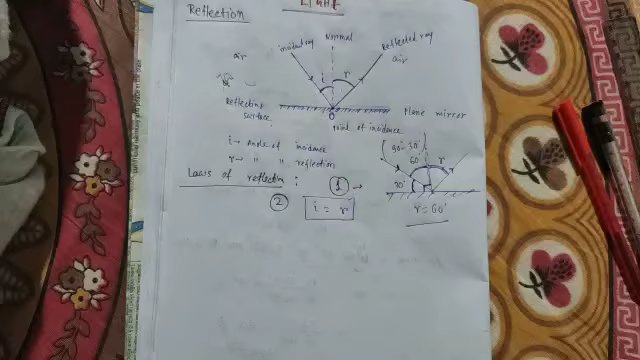 LIGHT
Reflection
incident ray
Normal
Reflected ray
air
air
i
r
Reflecting surface
O
Plane mirror
Point of incidence
i → angle of incidence
r → " " reflection
(90°-30°)
60°
r
30°
r = 60°
Laws of reflection :
① →
② i = r